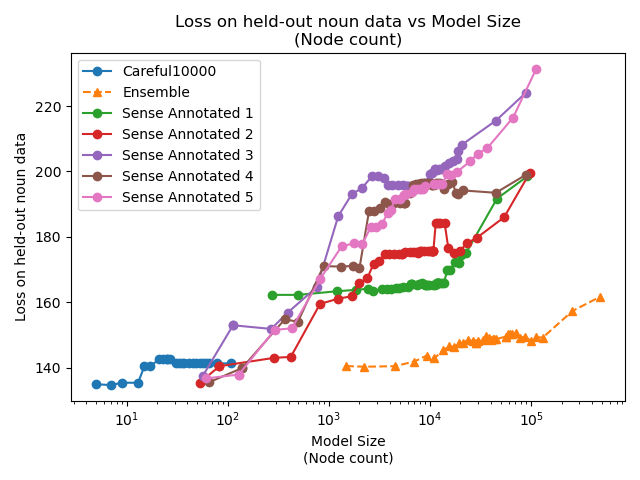 Loss on held-out noun data vs Model Size
(Node count)
Careful10000
Ensemble
Sense Annotated 1
Sense Annotated 2
Sense Annotated 3
Sense Annotated 4
Sense Annotated 5
Loss on held-out noun data
220
200
180
160
140
10¹ 10² 10³ 10⁴ 10⁵
Model Size
(Node count)